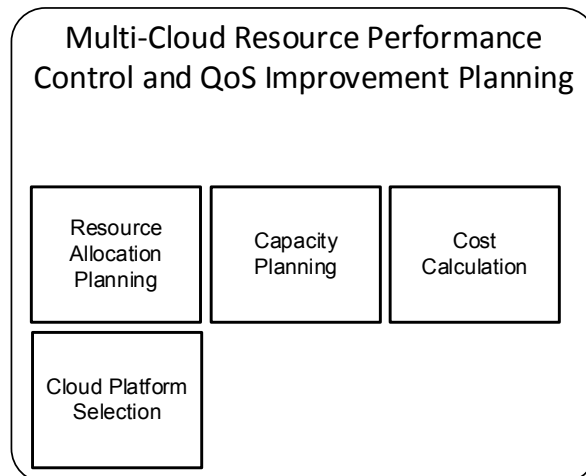 Multi-Cloud Resource Performance
Control and QoS Improvement Planning
Resource
Allocation
Planning
Capacity
Planning
Cost
Calculation
Cloud Platform
Selection